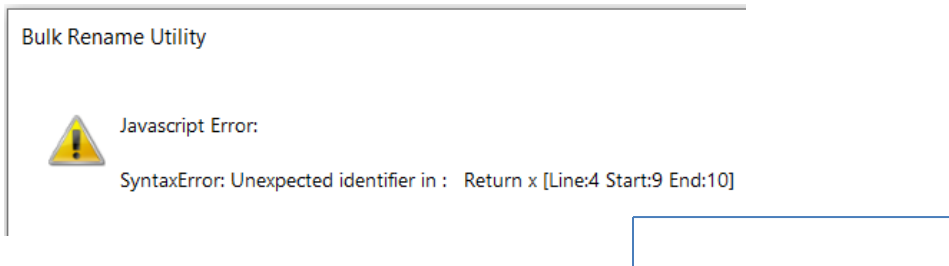 Bulk Rename Utility
Javascript Error:
SyntaxError: Unexpected identifier in :   Return x [Line:4 Start:9 End:10]